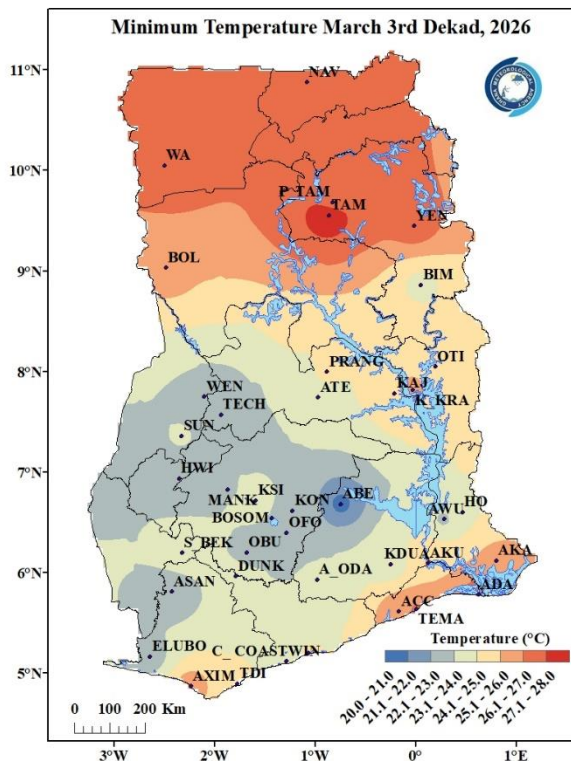 Minimum Temperature March 3rd Dekad, 2026
11°N
NAV
GHANA METEOROLOGICAL AGENCY
WA
10°N
P_TAM
TAM
YEN
BOL
9°N
BIM
OTI
8°N
PRANG
WEN
ATE
KAJ
K_KRA
TECH
SUN
7°N
HWI
MANK
KSI
KON
ABE
HO
BOSOM
OFO
AWU
S_BEK
OBU
KDUA
AKU
AKA
6°N
DUNK
A_ODA
ASAN
ADA
ACC
TEMA
ELUBO
C_COAST
WIN
Temperature (°C)
5°N
AXIM
TDI
20.0 - 21.0
21.1 - 22.0
22.1 - 23.0
23.1 - 24.0
24.1 - 25.0
25.1 - 26.0
26.1 - 27.0
27.1 - 28.0
0 100 200 Km
3°W 2°W 1°W 0° 1°E